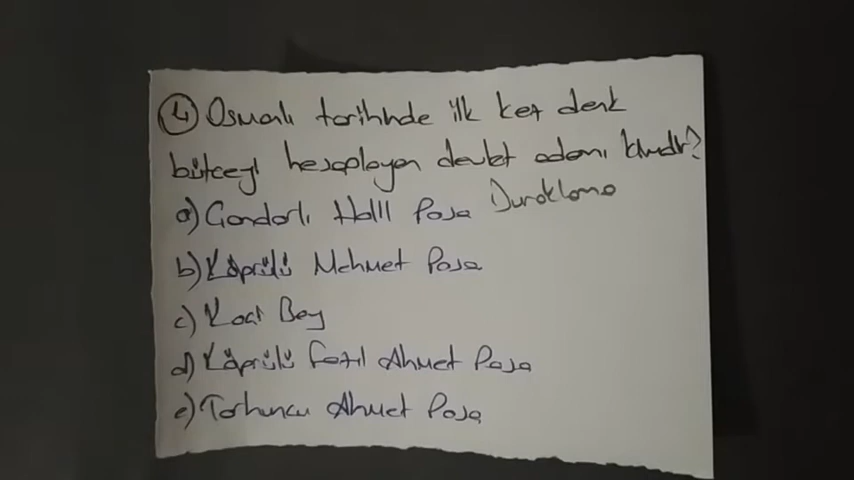 4 Osmanlı tarihinde ilk kez denk
bütçeyi hesaplayan devlet adamı kimdir?
a) Çandarlı Halil Paşa Duraklama
b) Köprülü Mehmet Paşa
c) Koçi Bey
d) Köprülü Fazıl Ahmet Paşa
e) Tarhuncu Ahmet Paşa